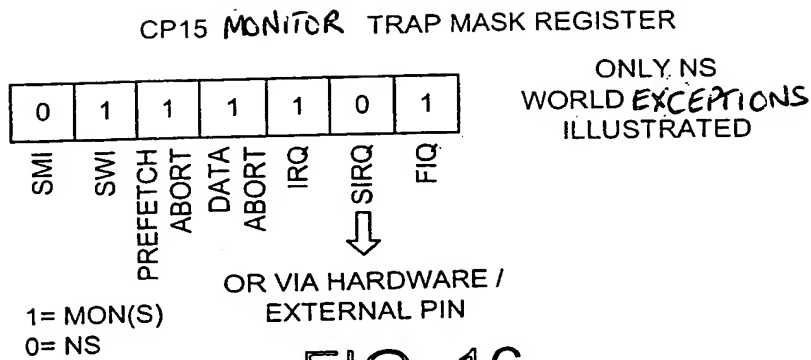 CP15 MONITOR TRAP MASK REGISTER
ONLY NS
WORLD EXCEPTIONS
ILLUSTRATED
0 1 1 1 1 0 1
SMI
SWI
PREFETCH
ABORT
DATA
ABORT
IRQ
SIRQ
FIQ
OR VIA HARDWARE /
EXTERNAL PIN
1= MON(S)
0= NS